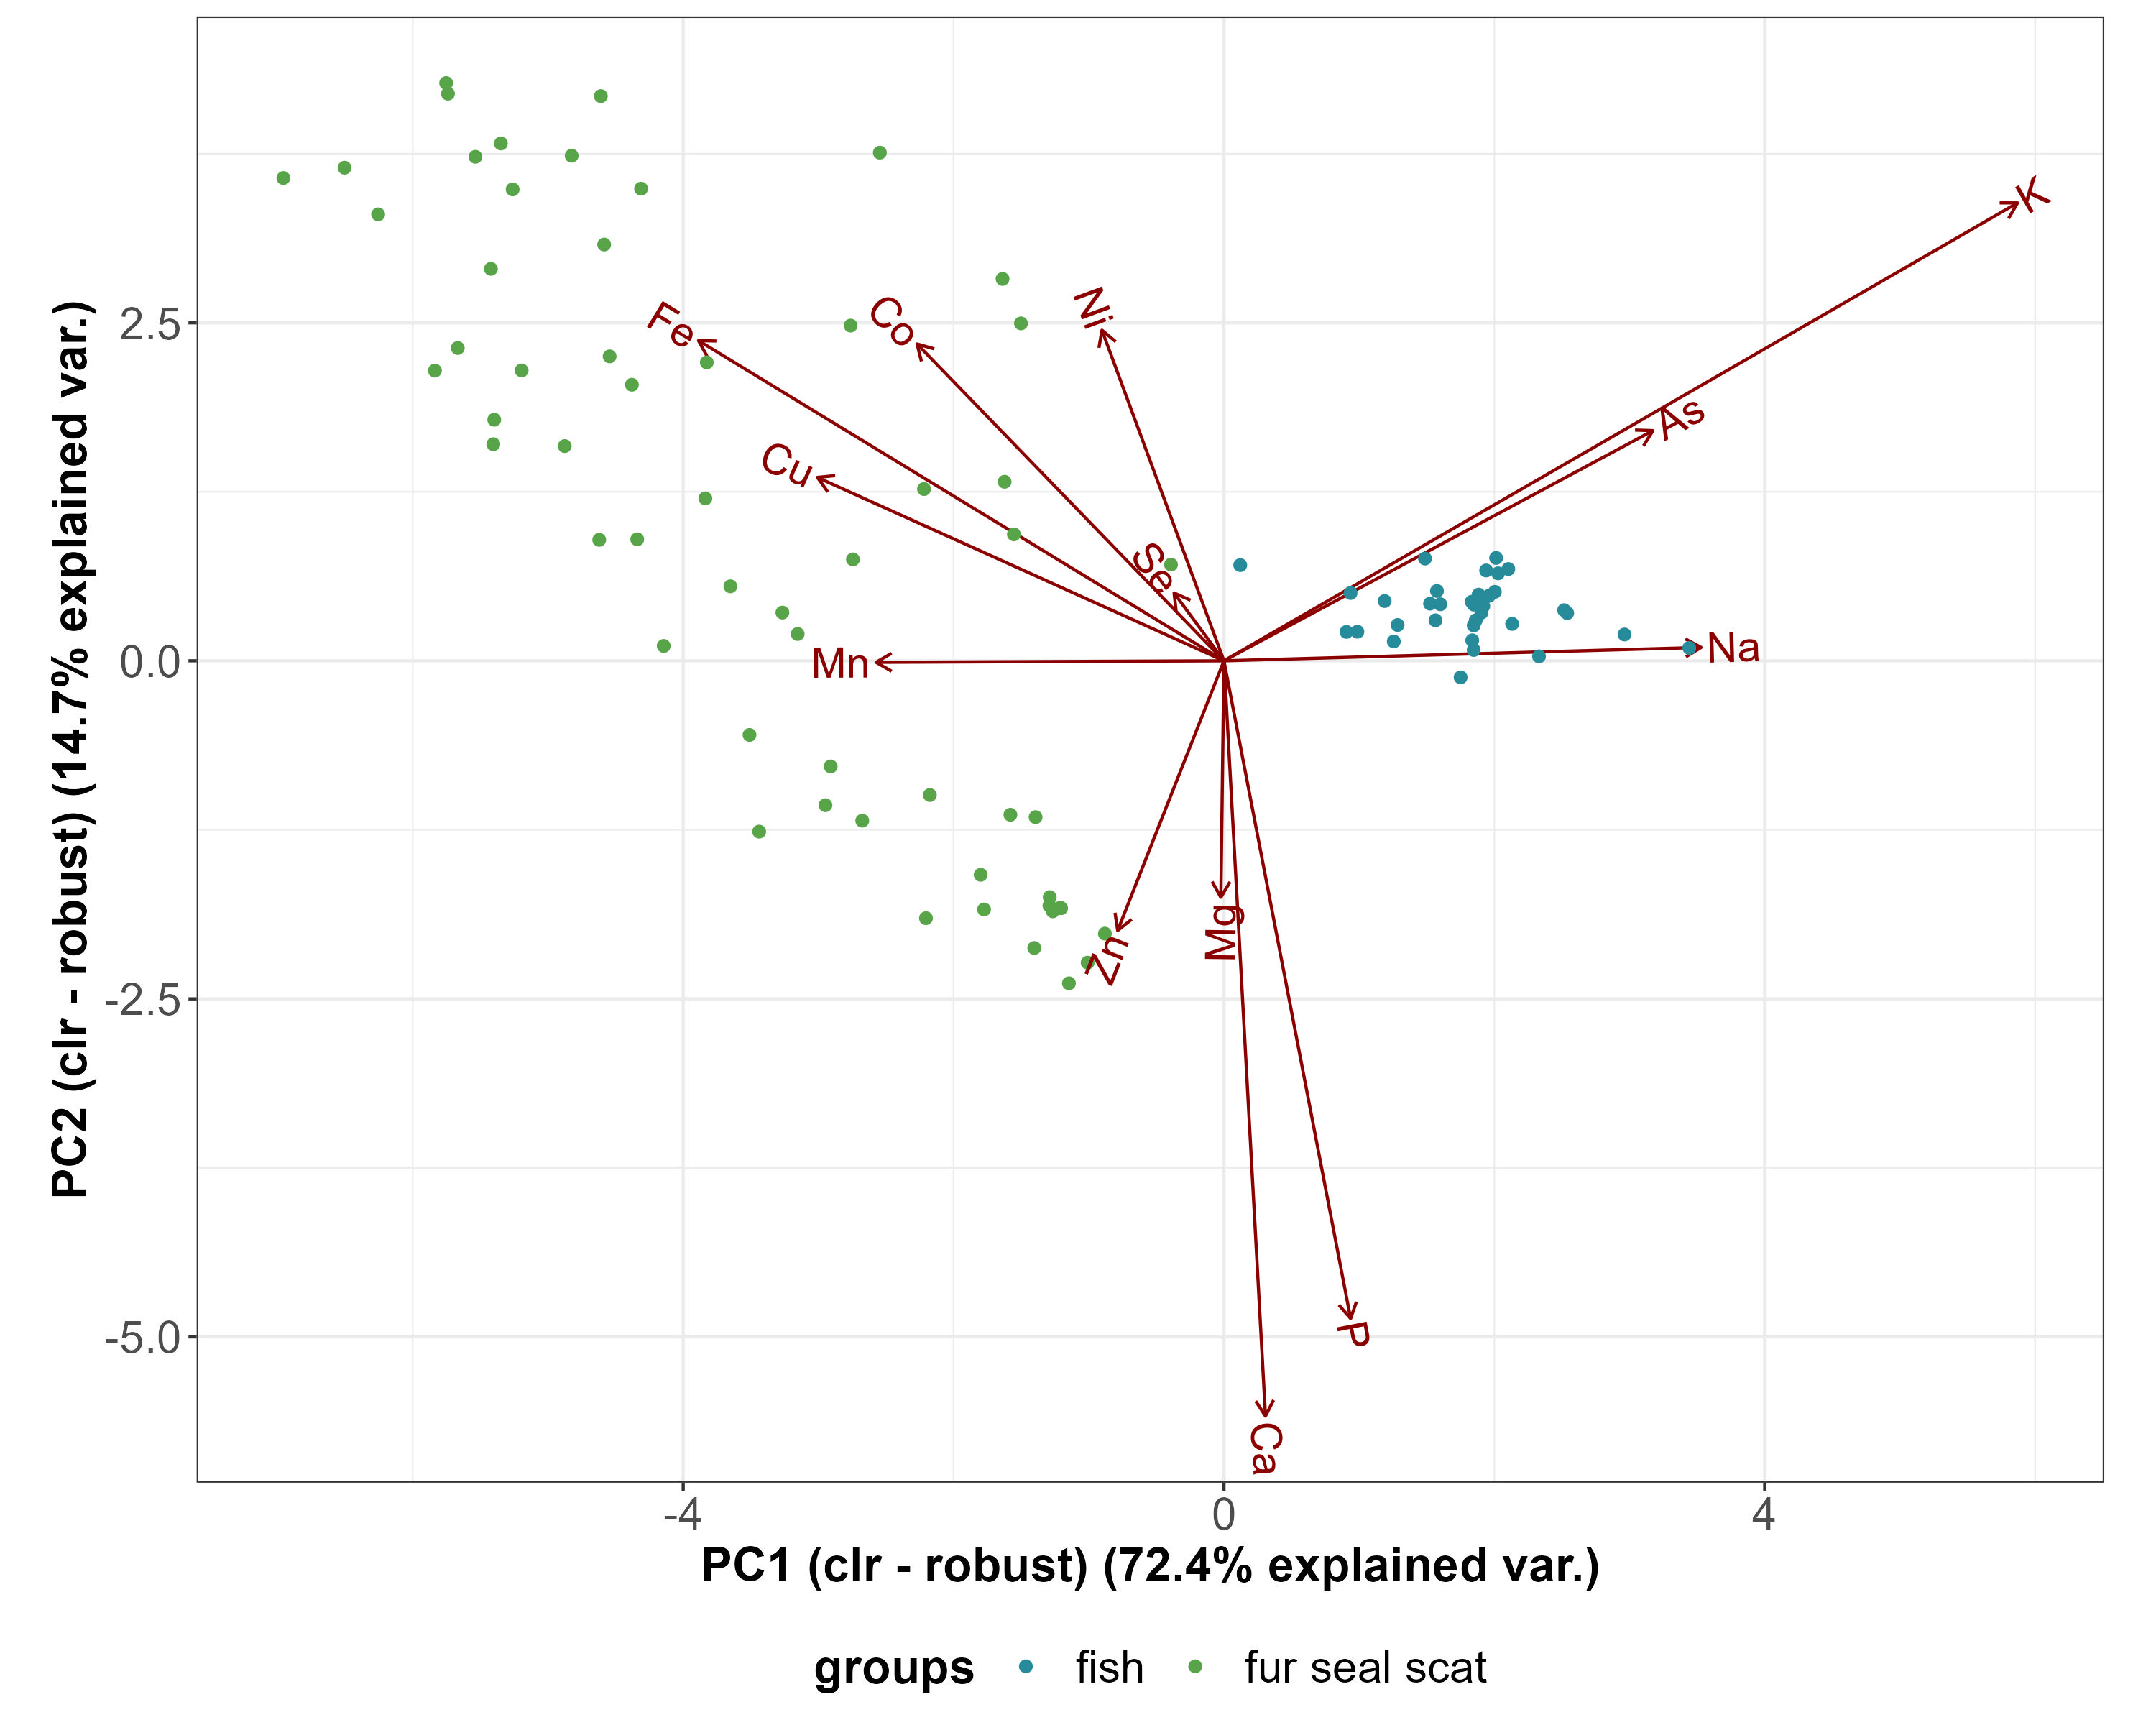 PC2 (clr - robust) (14.7% explained var.)
2.5
0.0
-2.5
-5.0
K
Ni
Co
Fe
As
Cu
Se
Mn
Na
Mg
Zn
P
Ca
-4
0
4
PC1 (clr - robust) (72.4% explained var.)
groups fish fur seal scat